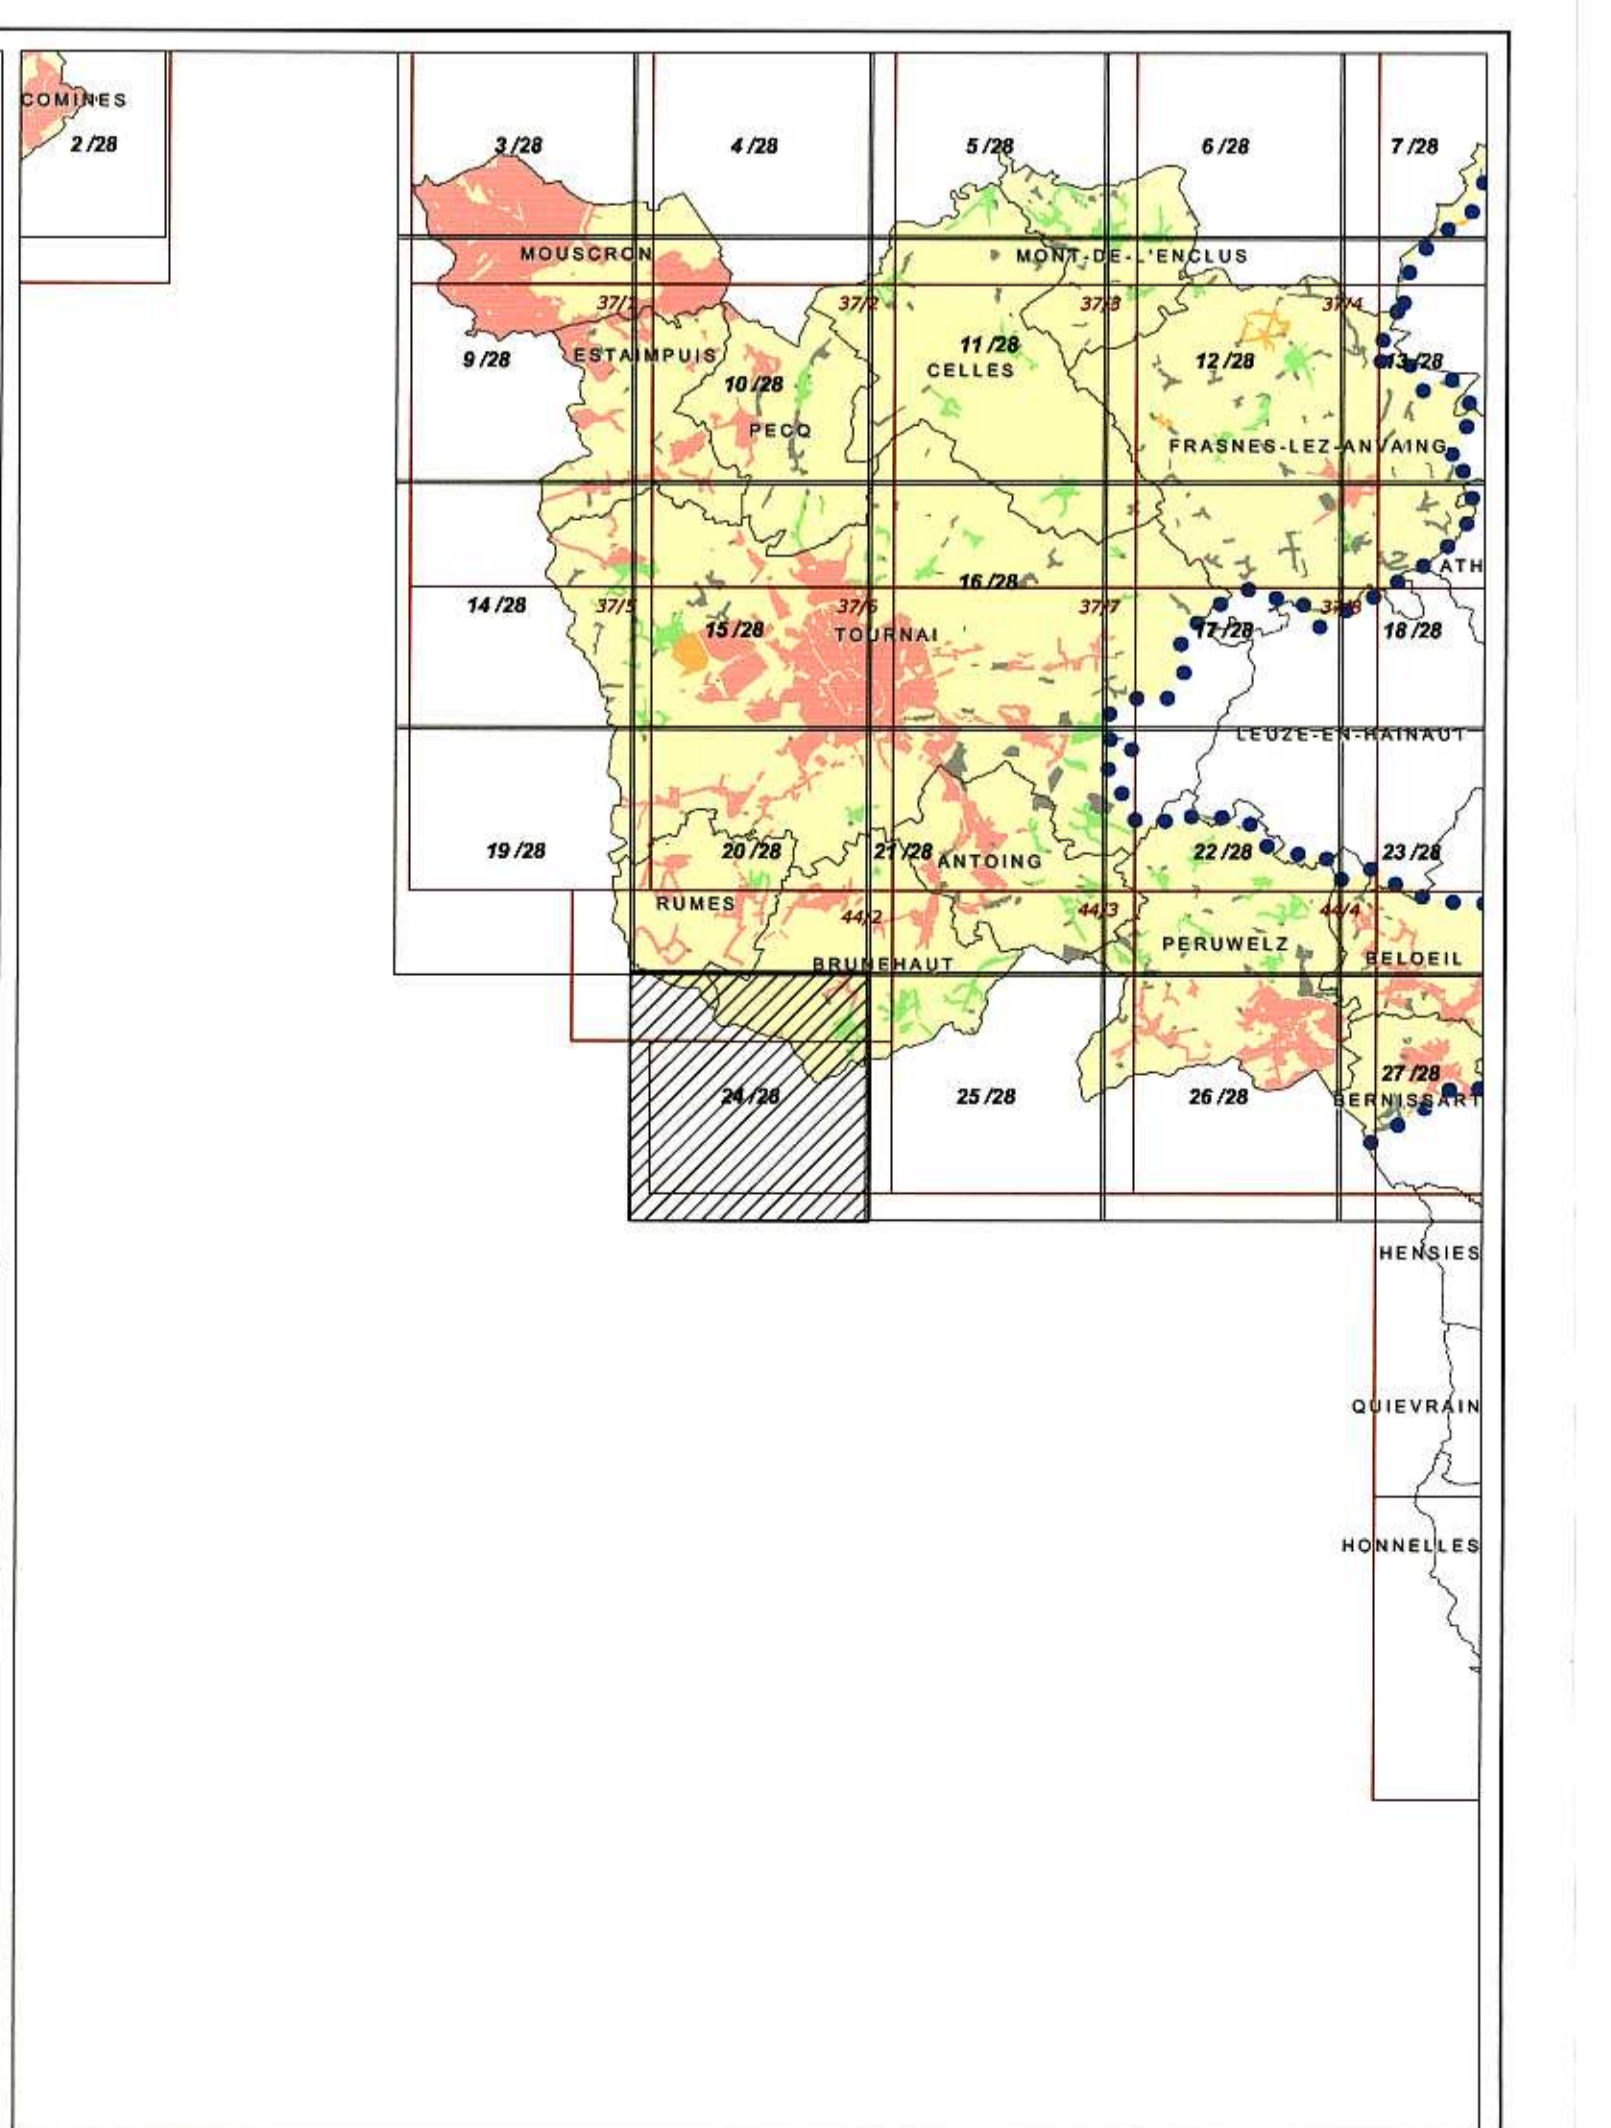 COMINES
2 /28
3 /28
4 /28
5 /28
6 /28
7 /28
MOUSCRON
MONT-DE-L'ENCLUS
37/1
37/2
37/3
37/4
9 /28
ESTAIMPUIS
10 /28
11 /28
12 /28
13 /28
CELLES
PECQ
FRASNES-LEZ-ANVAING
ATH
14 /28
37/5
15 /28
37/6
16 /28
37/7
17 /28
37/8
18 /28
TOURNAI
LEUZE-EN-HAINAUT
19 /28
20 /28
21 /28
ANTOING
22 /28
23 /28
RUMES
44/2
44/3
44/4
PERUWELZ
BRUNEHAUT
BELOEIL
24 /28
25 /28
26 /28
27 /28
BERNISSART
HENSIES
QUIEVRAIN
HONNELLES